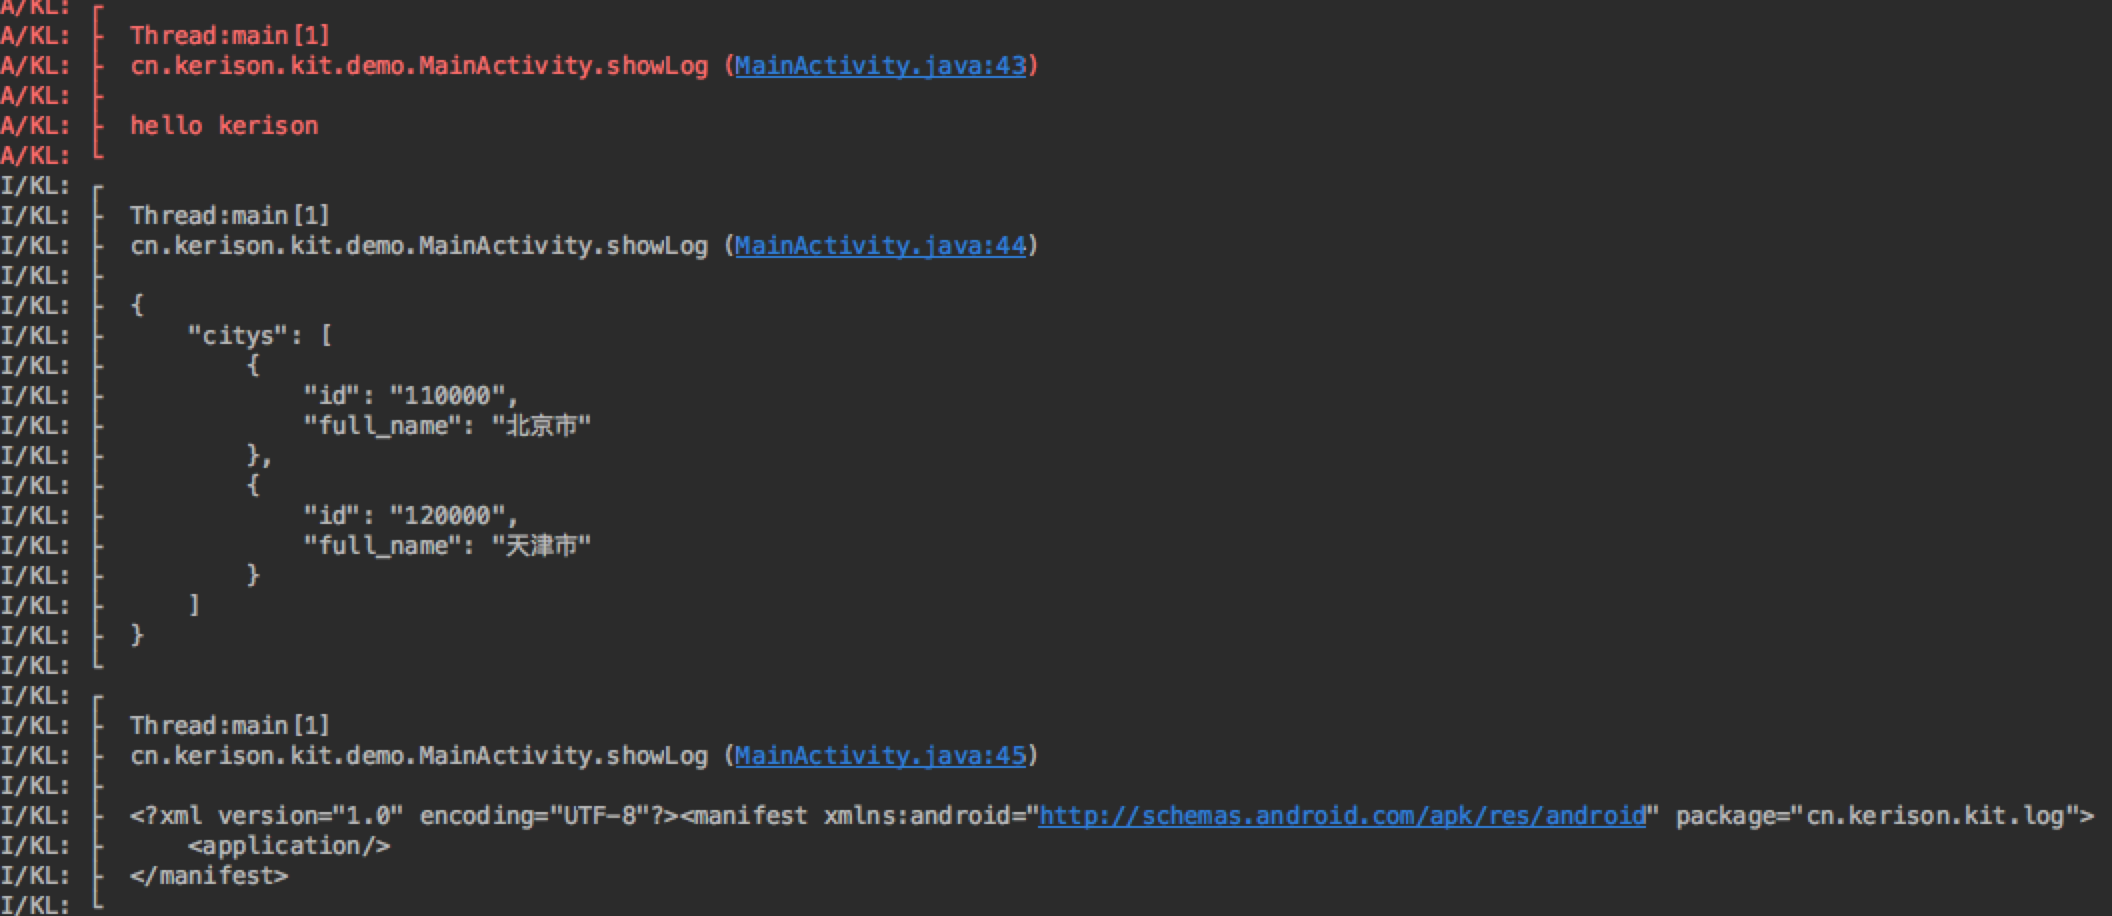 A/KL: ┌
A/KL: ├  Thread:main[1]
A/KL: ├  cn.kerison.kit.demo.MainActivity.showLog (MainActivity.java:43)
A/KL: ├
A/KL: ├  hello kerison
A/KL: └
I/KL: ┌
I/KL: ├  Thread:main[1]
I/KL: ├  cn.kerison.kit.demo.MainActivity.showLog (MainActivity.java:44)
I/KL: ├
I/KL: ├  {
I/KL: ├      "citys": [
I/KL: ├          {
I/KL: ├              "id": "110000",
I/KL: ├              "full_name": "北京市"
I/KL: ├          },
I/KL: ├          {
I/KL: ├              "id": "120000",
I/KL: ├              "full_name": "天津市"
I/KL: ├          }
I/KL: ├      ]
I/KL: ├  }
I/KL: └
I/KL: ┌
I/KL: ├  Thread:main[1]
I/KL: ├  cn.kerison.kit.demo.MainActivity.showLog (MainActivity.java:45)
I/KL: ├
I/KL: ├  <?xml version="1.0" encoding="UTF-8"?><manifest xmlns:android="http://schemas.android.com/apk/res/android" package="cn.kerison.kit.log">
I/KL: ├      <application/>
I/KL: ├  </manifest>
I/KL: └